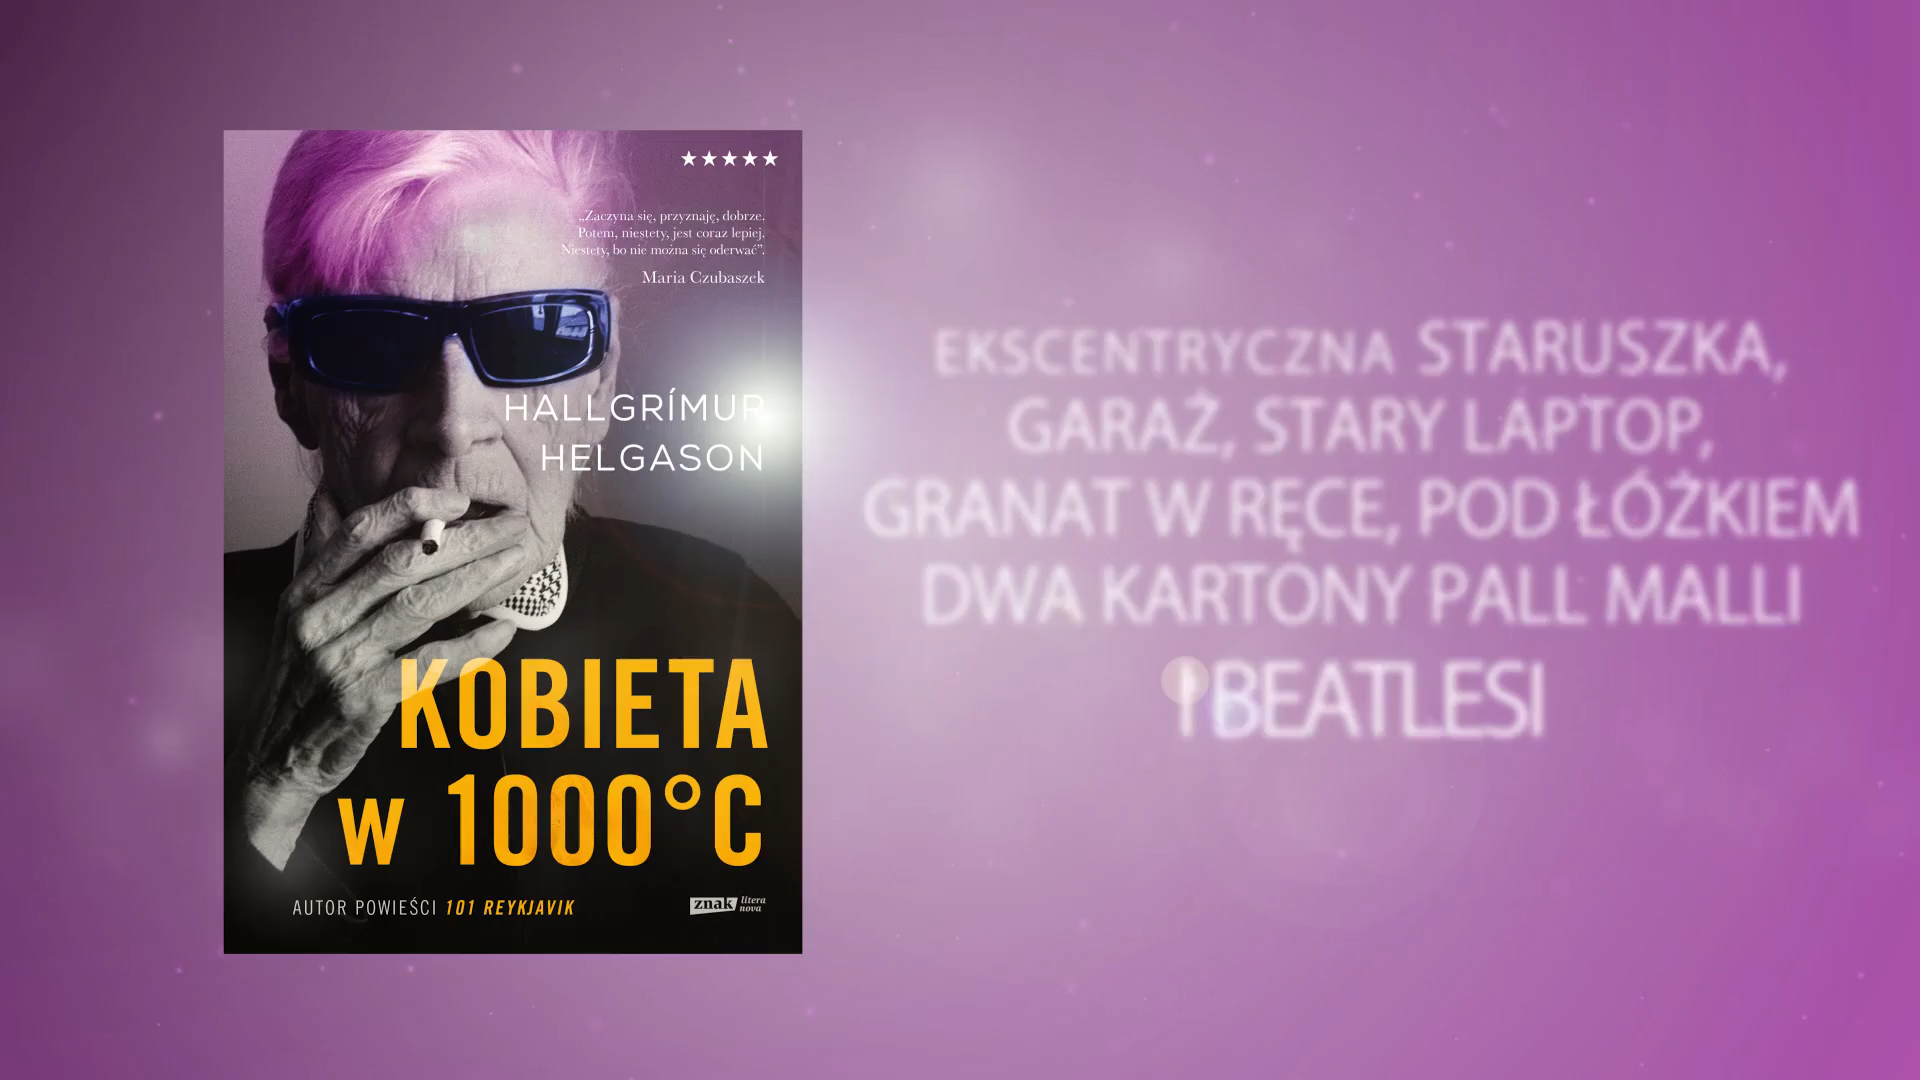 ★★★★★
„Zaczyna się, przyznaję, dobrze.
Potem, niestety, jest coraz lepiej.
Niestety, bo nie można się oderwać”.
Maria Czubaszek
HALLGRÍMUR
HELGASON
KOBIETA
w 1000°C
AUTOR POWIEŚCI 101 REYKJAVIK
znak litera
nova
EKSCENTRYCZNA STARUSZKA,
GARAŻ, STARY LAPTOP,
GRANAT W RĘCE, POD ŁÓŻKIEM
DWA KARTONY PALL MALLI
I BEATLESI